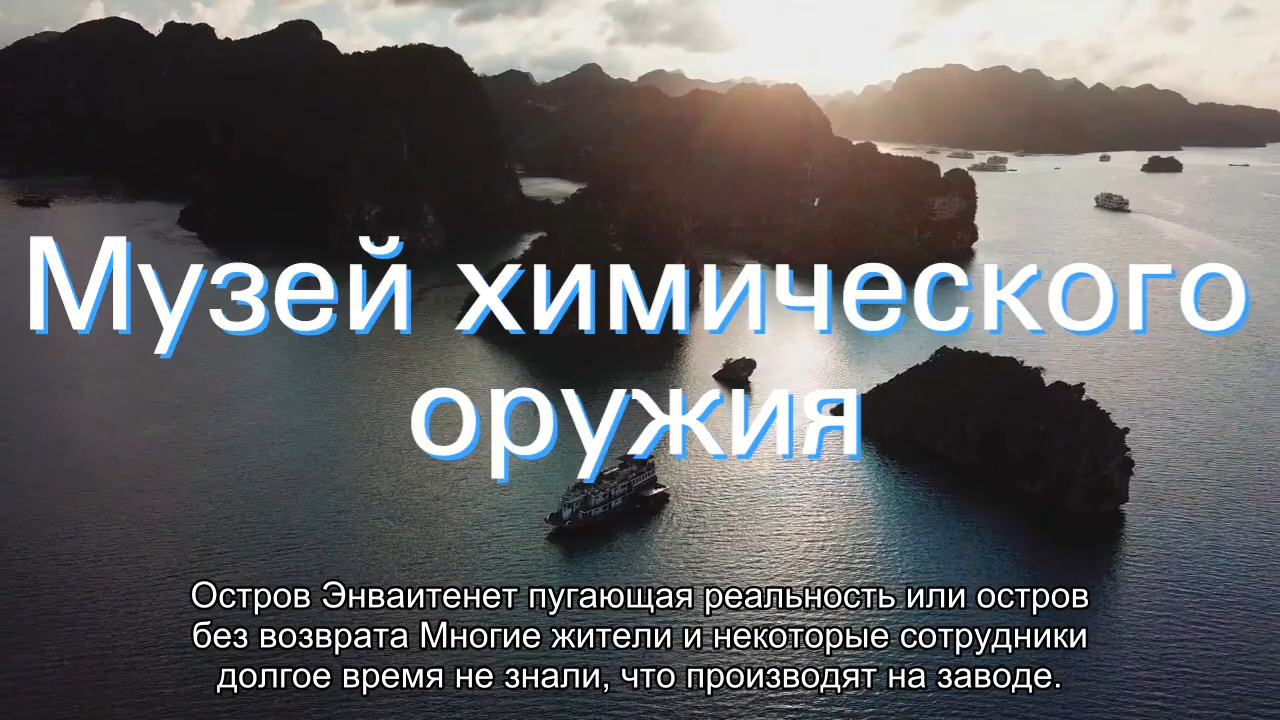 Музей химического
оружия
Остров Энваитенет пугающая реальность или остров
без возврата Многие жители и некоторые сотрудники
долгое время не знали, что производят на заводе.